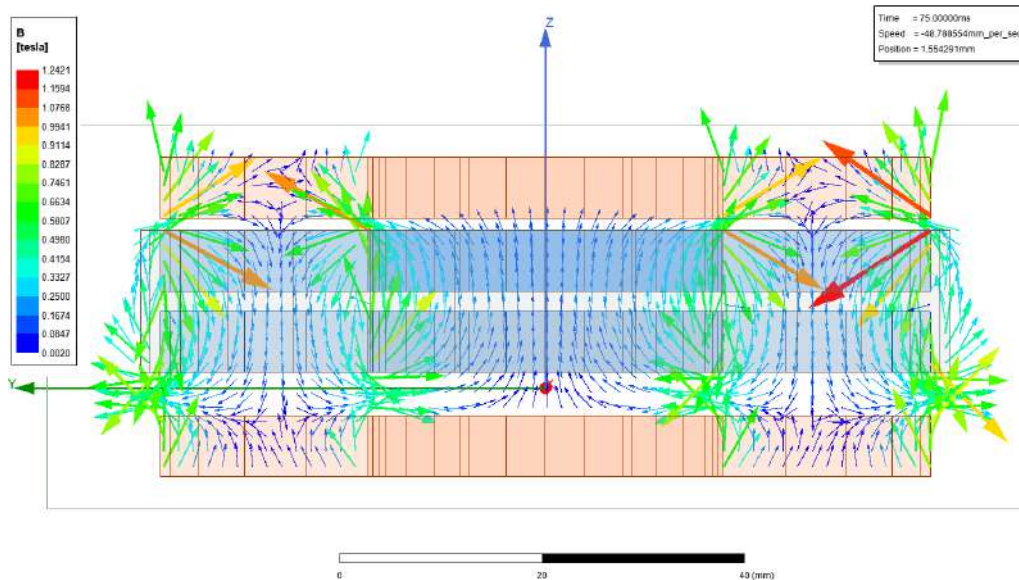 B
[tesla]
1.2421
1.1594
1.0768
0.9941
0.9114
0.8287
0.7461
0.6634
0.5807
0.4980
0.4154
0.3327
0.2500
0.1674
0.0847
0.0020
Time = 75.00000ms
Speed = -48.788554mm_per_sec
Position = 1.554291mm
Z
Y
0 20 40 (mm)